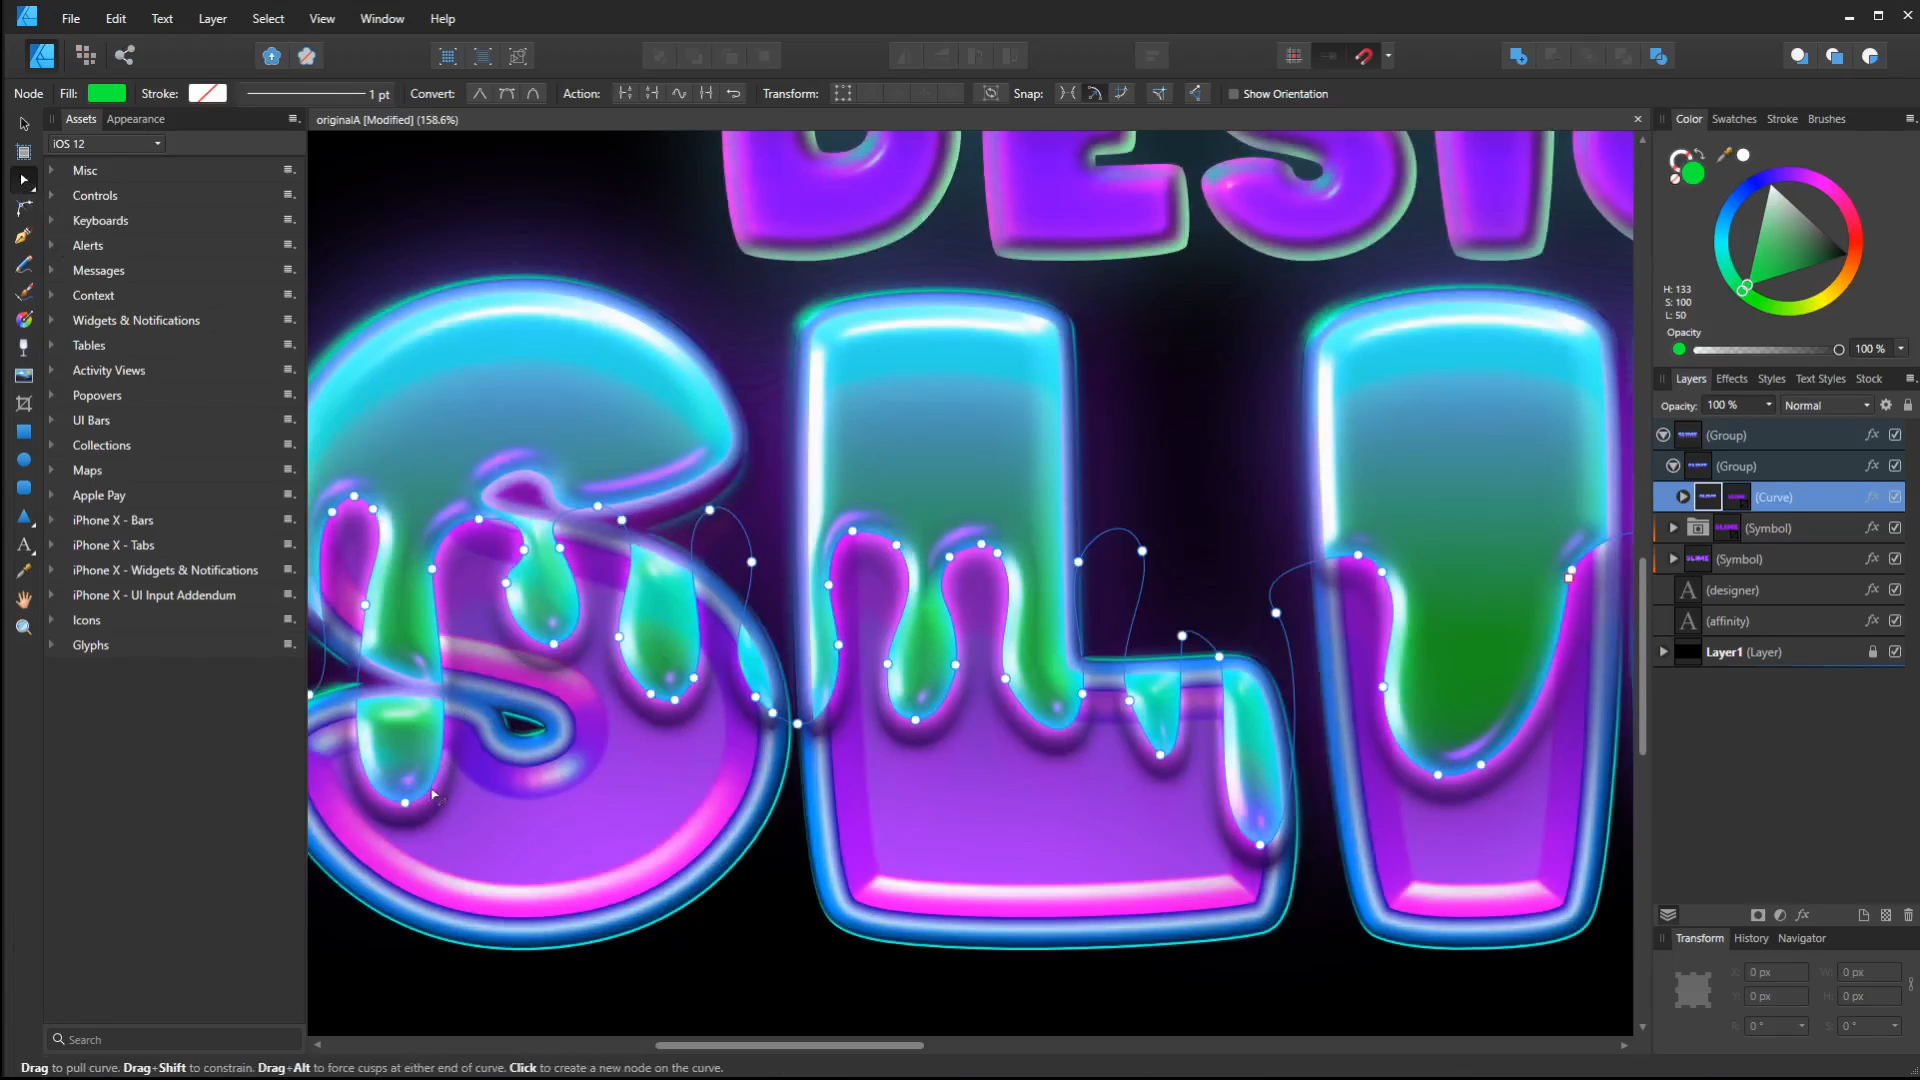 File Edit Text Layer Select View Window Help
Node Fill: Stroke: 1 pt Convert: Action: Transform: Snap: Show Orientation
Assets Appearance
originalA [Modified] (158.6%)
iOS 12
Misc
Controls
Keyboards
Alerts
Messages
Context
Widgets & Notifications
Tables
Activity Views
Popovers
UI Bars
Collections
Maps
Apple Pay
iPhone X - Bars
iPhone X - Tabs
iPhone X - Widgets & Notifications
iPhone X - UI Input Addendum
Icons
Glyphs
Search
DESI
SL
Color Swatches Stroke Brushes
H: 133
S: 100
L: 50
Opacity
100 %
Layers Effects Styles Text Styles Stock
Opacity: 100 % Normal
(Group)
(Group)
(Curve)
(Symbol)
(Symbol)
(designer)
(affinity)
Layer1 (Layer)
Transform History Navigator
X: 0 px W: 0 px
Y: 0 px H: 0 px
R: 0 ° S: 0 °
Drag to pull curve. Drag+Shift to constrain. Drag+Alt to force cusps at either end of curve. Click to create a new node on the curve.